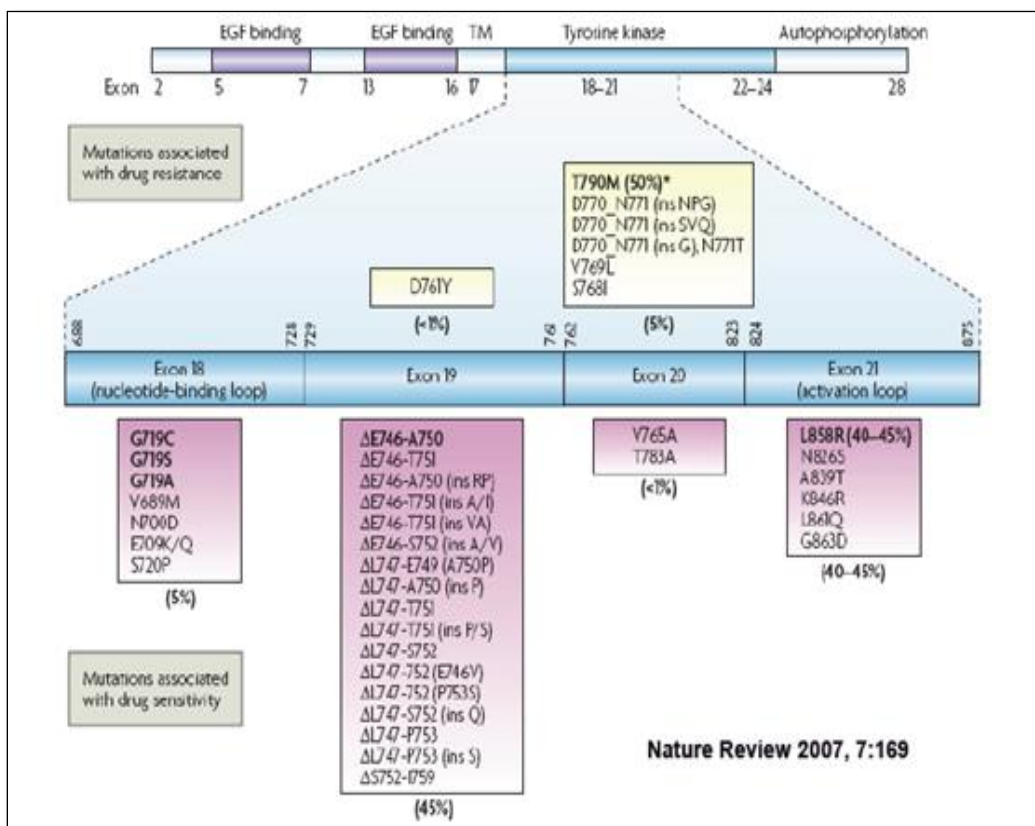 EGF binding EGF binding TM Tyrosine kinase Autophosphorylation
Exon 2 5 7 13 16 17 18–21 22–24 28
Mutations associated
with drug resistance
T790M (50%)*
D770_N771 (ins NPG)
D770_N771 (ins SVQ)
D770_N771 (ins G), N771T
V769L
S768I
D761Y
(<1%)
(5%)
688 728 729 761 762 823 824 875
Exon 18
(nucleotide-binding loop)
Exon 19
Exon 20
Exon 21
(activation loop)
G719C
G719S
G719A
V689M
N700D
E709K/Q
S720P
(5%)
ΔE746-A750
ΔE746-T751
ΔE746-A750 (ins RP)
ΔE746-T751 (ins A/I)
ΔE746-T751 (ins VA)
ΔE746-S752 (ins A/V)
ΔL747-E749 (A750P)
ΔL747-A750 (ins P)
ΔL747-T751
ΔL747-T751 (ins P/S)
ΔL747-S752
ΔL747-752 (E746V)
ΔL747-752 (P753S)
ΔL747-S752 (ins Q)
ΔL747-P753
ΔL747-P753 (ins S)
ΔS752-I759
(45%)
V765A
T783A
(<1%)
L858R (40–45%)
N826S
A839T
K846R
L861Q
G863D
(40–45%)
Mutations associated
with drug sensitivity
Nature Review 2007, 7:169